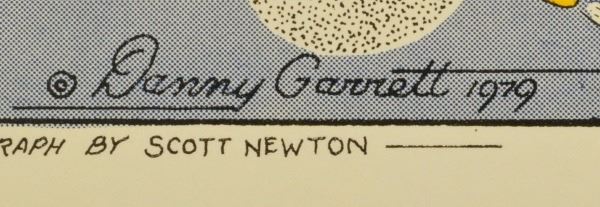 © Danny Garrett 1979
RAPH BY SCOTT NEWTON